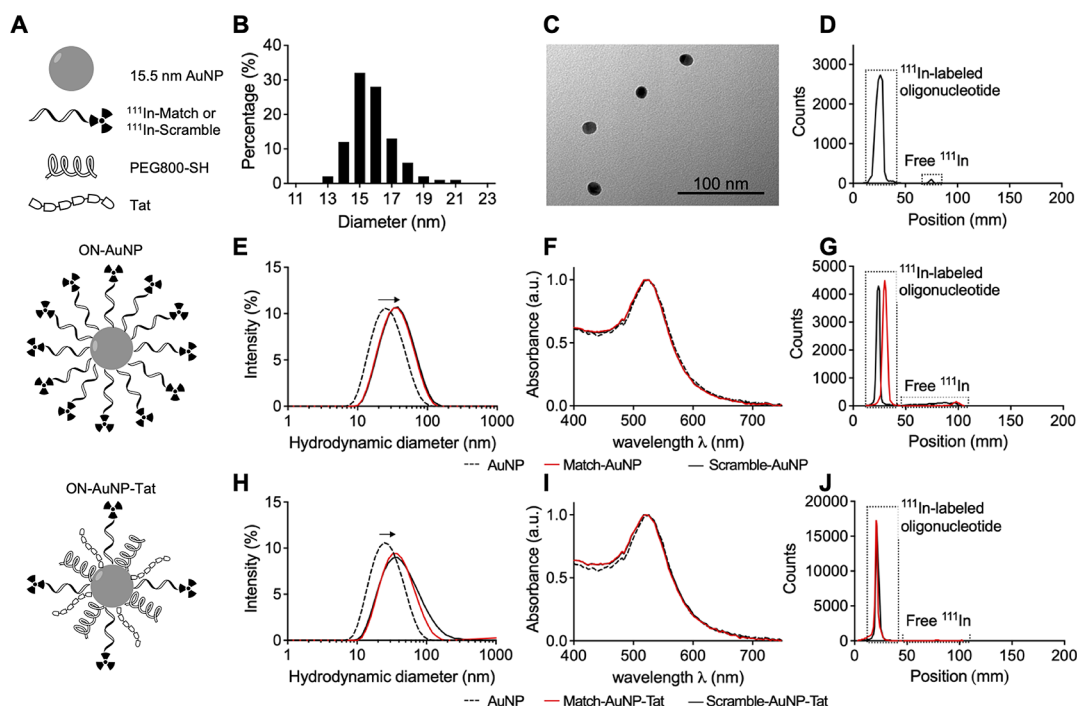 A
15.5 nm AuNP
¹¹¹In-Match or
¹¹¹In-Scramble
PEG800-SH
Tat
B
Percentage (%)
40
30
20
10
0
11 13 15 17 19 21 23
Diameter (nm)
C
100 nm
D
Counts
3000
2000
1000
0
¹¹¹In-labeled
oligonucleotide
Free ¹¹¹In
0 50 100 150 200
Position (mm)
ON-AuNP
E
Intensity (%)
15
10
5
0
1 10 100 1000
Hydrodynamic diameter (nm)
F
Absorbance (a.u.)
1.0
0.5
0.0
400 500 600 700
wavelength λ (nm)
G
Counts
5000
4000
3000
2000
1000
0
¹¹¹In-labeled
oligonucleotide
Free ¹¹¹In
0 50 100 150 200
Position (mm)
AuNP Match-AuNP Scramble-AuNP
ON-AuNP-Tat
H
Intensity (%)
15
10
5
0
1 10 100 1000
Hydrodynamic diameter (nm)
I
Absorbance (a.u.)
1.0
0.5
0.0
400 500 600 700
wavelength λ (nm)
J
Counts
20000
15000
10000
5000
0
¹¹¹In-labeled
oligonucleotide
Free ¹¹¹In
0 50 100 150 200
Position (mm)
AuNP Match-AuNP-Tat Scramble-AuNP-Tat